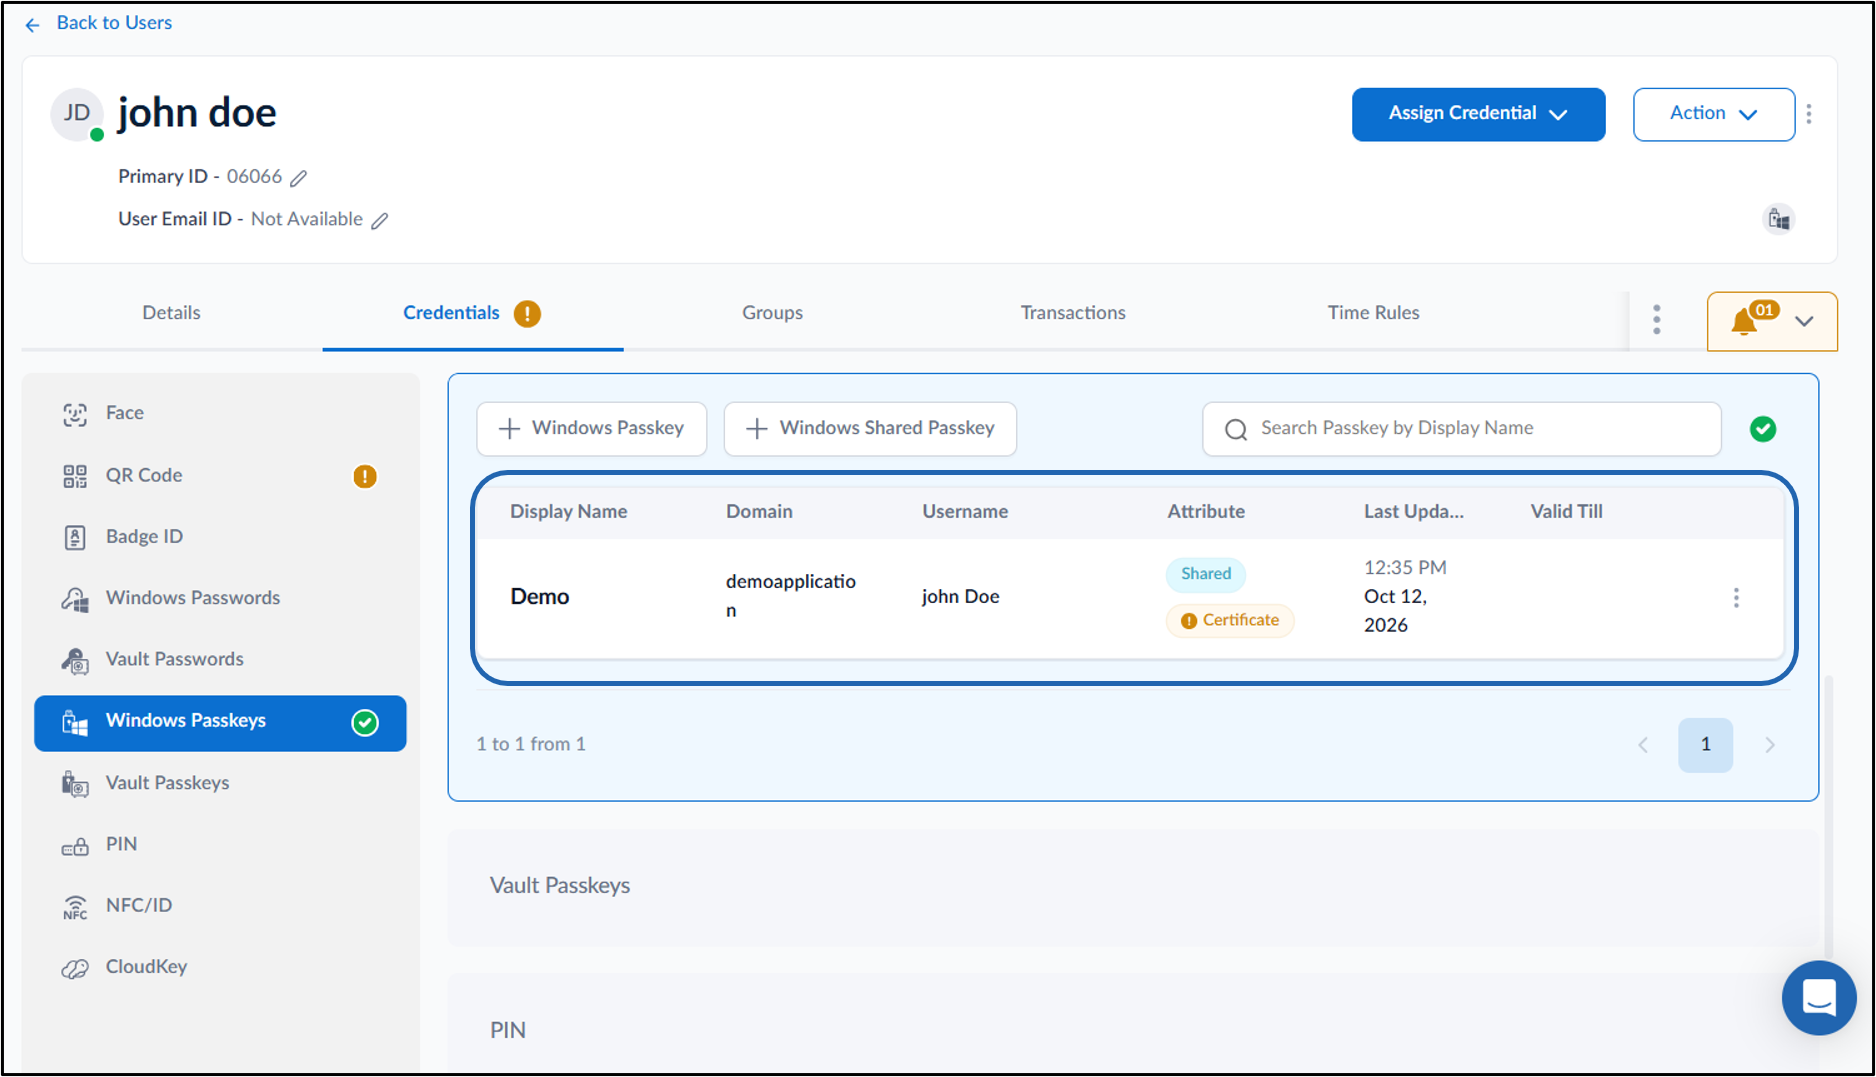 Back to Users
JD
john doe
Assign Credential
Action
Primary ID - 06066
User Email ID - Not Available
Details
Credentials
Groups
Transactions
Time Rules
01
Face
QR Code
Badge ID
Windows Passwords
Vault Passwords
Windows Passkeys
Vault Passkeys
PIN
NFC
NFC/ID
CloudKey
Windows Passkey
Windows Shared Passkey
Search Passkey by Display Name
Display Name
Domain
Username
Attribute
Last Upda...
Valid Till
Demo
demoapplicatio
n
john Doe
Shared
Certificate
12:35 PM
Oct 12,
2026
1 to 1 from 1
1
Vault Passkeys
PIN